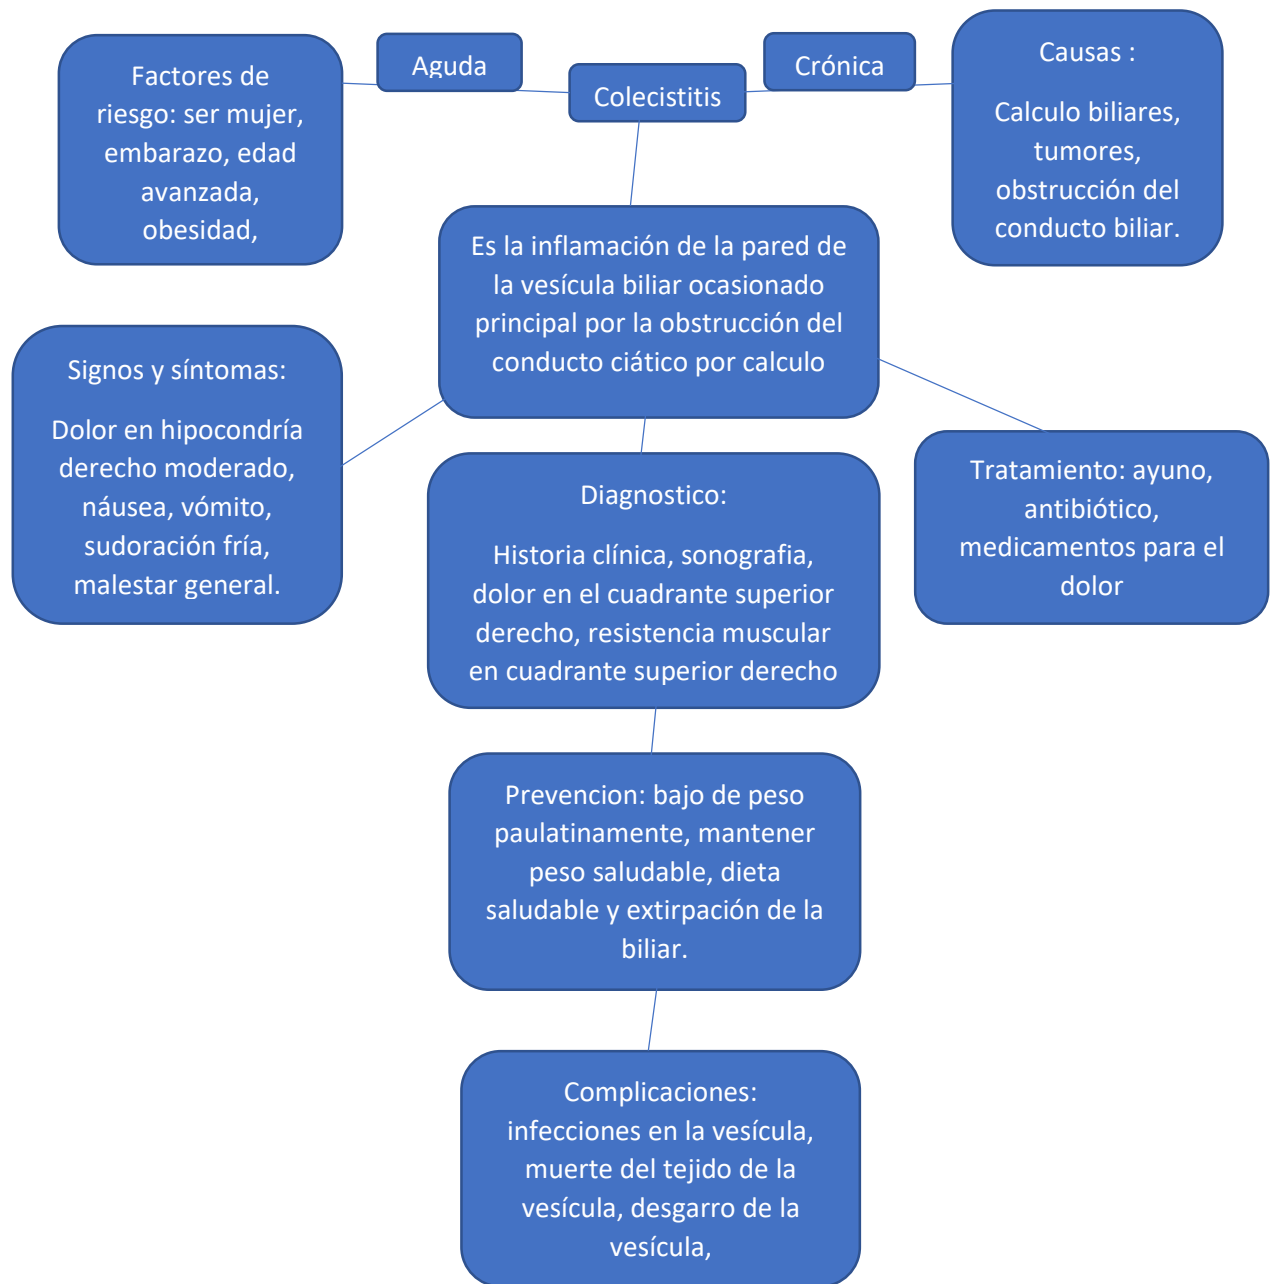 Factores de
riesgo: ser mujer,
embarazo, edad
avanzada,
obesidad,
Aguda
Colecistitis
Crónica
Causas :
Calculo biliares,
tumores,
obstrucción del
conducto biliar.
Es la inflamación de la pared de
la vesícula biliar ocasionado
principal por la obstrucción del
conducto ciático por calculo
Signos y síntomas:
Dolor en hipocondría
derecho moderado,
náusea, vómito,
sudoración fría,
malestar general.
Diagnostico:
Historia clínica, sonografia,
dolor en el cuadrante superior
derecho, resistencia muscular
en cuadrante superior derecho
Tratamiento: ayuno,
antibiótico,
medicamentos para el
dolor
Prevencion: bajo de peso
paulatinamente, mantener
peso saludable, dieta
saludable y extirpación de la
biliar.
Complicaciones:
infecciones en la vesícula,
muerte del tejido de la
vesícula, desgarro de la
vesícula,